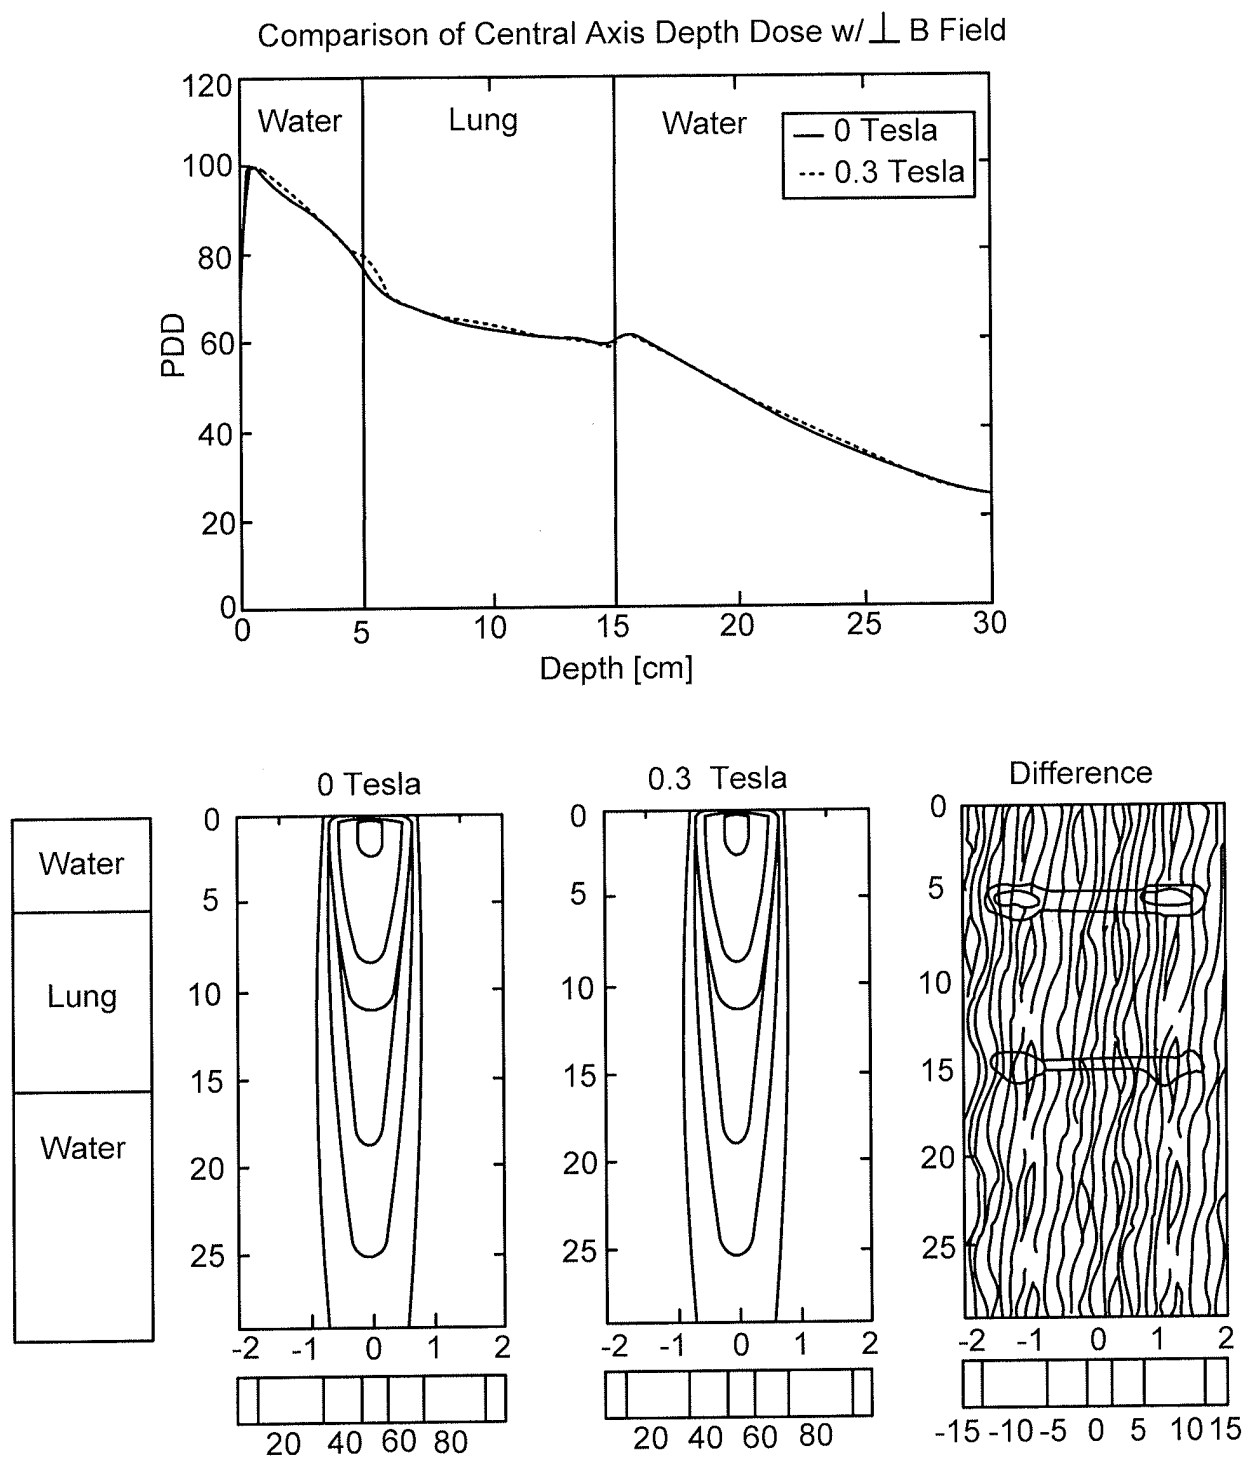 Comparison of Central Axis Depth Dose w/ ⊥ B Field
120
100
80
60
40
20
0
PDD
Water
Lung
Water
0 Tesla
0.3 Tesla
0 5 10 15 20 25 30
Depth [cm]
Water
Lung
Water
0 Tesla
0
5
10
15
20
25
-2 -1 0 1 2
20 40 60 80
0.3 Tesla
0
5
10
15
20
25
-2 -1 0 1 2
20 40 60 80
Difference
0
5
10
15
20
25
-2 -1 0 1 2
-15 -10 -5 0 5 10 15